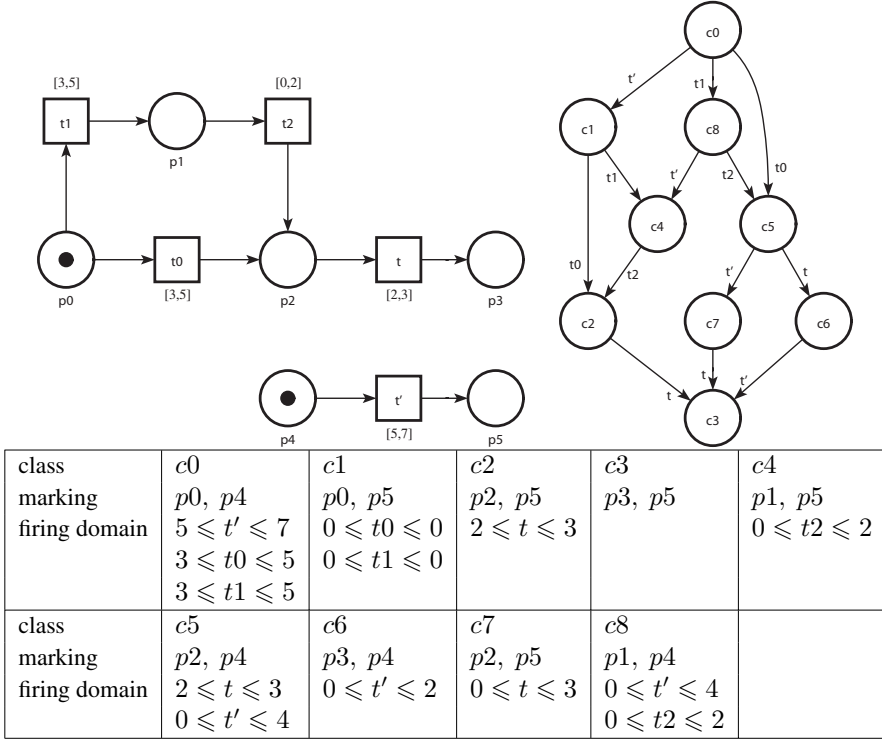 c0
[3,5]
[0,2]
t'
t1
t1
t2
c1
c8
p1
t1
t'
t2
t0
c4
c5
t0
t
t0
t2
t'
t
p0
[3,5]
p2
[2,3]
p3
c2
c7
c6
t'
t
t
t'
p4
[5,7]
p5
c3
class c0 c1 c2 c3 c4
marking p0, p4 p0, p5 p2, p5 p3, p5 p1, p5
firing domain 5 ⩽ t′ ⩽ 7 0 ⩽ t0 ⩽ 0 2 ⩽ t ⩽ 3 0 ⩽ t2 ⩽ 2
3 ⩽ t0 ⩽ 5 0 ⩽ t1 ⩽ 0
3 ⩽ t1 ⩽ 5
class c5 c6 c7 c8
marking p2, p4 p3, p4 p2, p5 p1, p4
firing domain 2 ⩽ t ⩽ 3 0 ⩽ t′ ⩽ 2 0 ⩽ t ⩽ 3 0 ⩽ t′ ⩽ 4
0 ⩽ t′ ⩽ 4 0 ⩽ t2 ⩽ 2